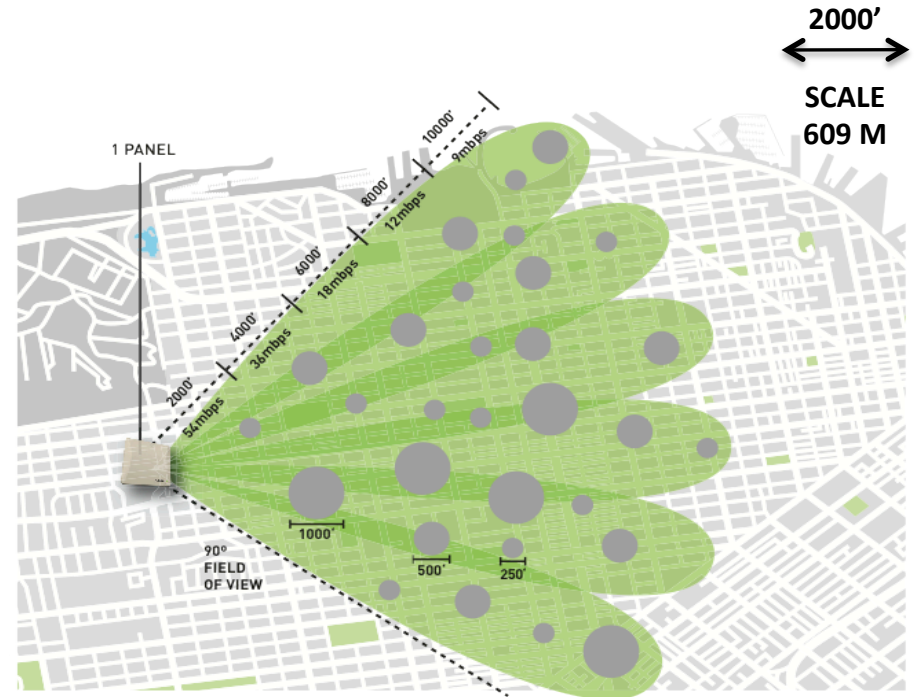 2000’
SCALE
609 M
1 PANEL
10000'
9mbps
8000'
12mbps
6000'
18mbps
4000'
36mbps
2000'
54mbps
1000'
500'
250'
90º
FIELD
OF VIEW